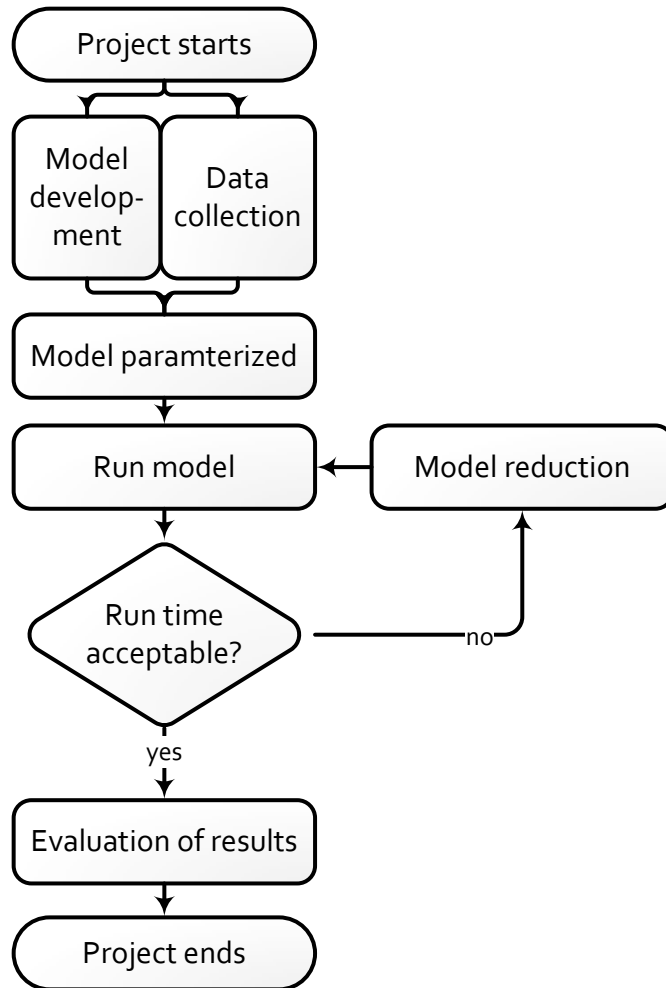 Project starts
Model
develop-
ment
Data
collection
Model paramterized
Run model
Model reduction
Run time
acceptable?
no
yes
Evaluation of results
Project ends